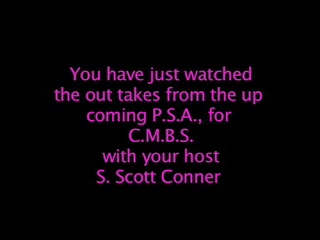 You have just watched
the out takes from the up
coming P.S.A., for
C.M.B.S.
with your host
S. Scott Conner